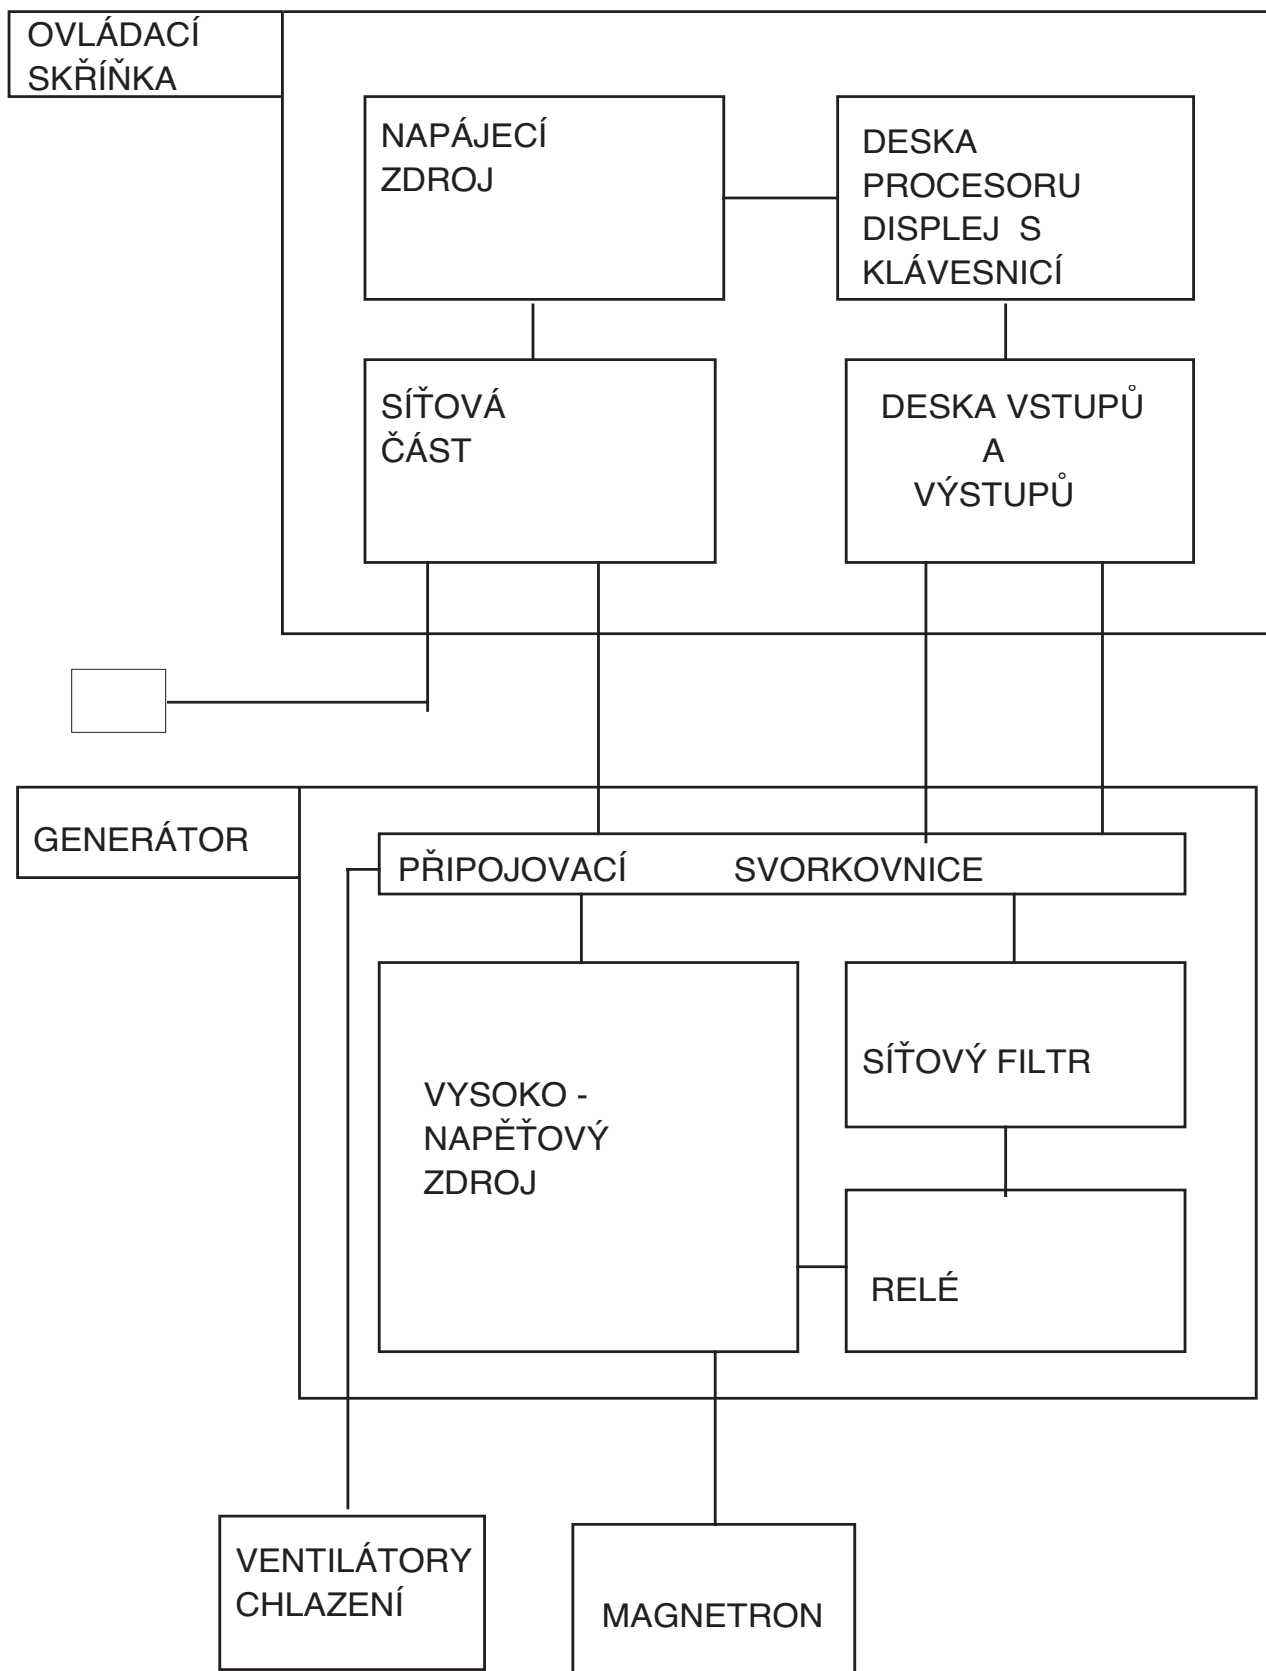 OVLÁDACÍ
SKŘÍŇKA
NAPÁJECÍ
ZDROJ
DESKA
PROCESORU
DISPLEJ S
KLÁVESNICÍ
SÍŤOVÁ
ČÁST
DESKA VSTUPŮ
A
VÝSTUPŮ
GENERÁTOR
PŘIPOJOVACÍ SVORKOVNICE
VYSOKO -
NAPĚŤOVÝ
ZDROJ
SÍŤOVÝ FILTR
RELÉ
VENTILÁTORY
CHLAZENÍ
MAGNETRON